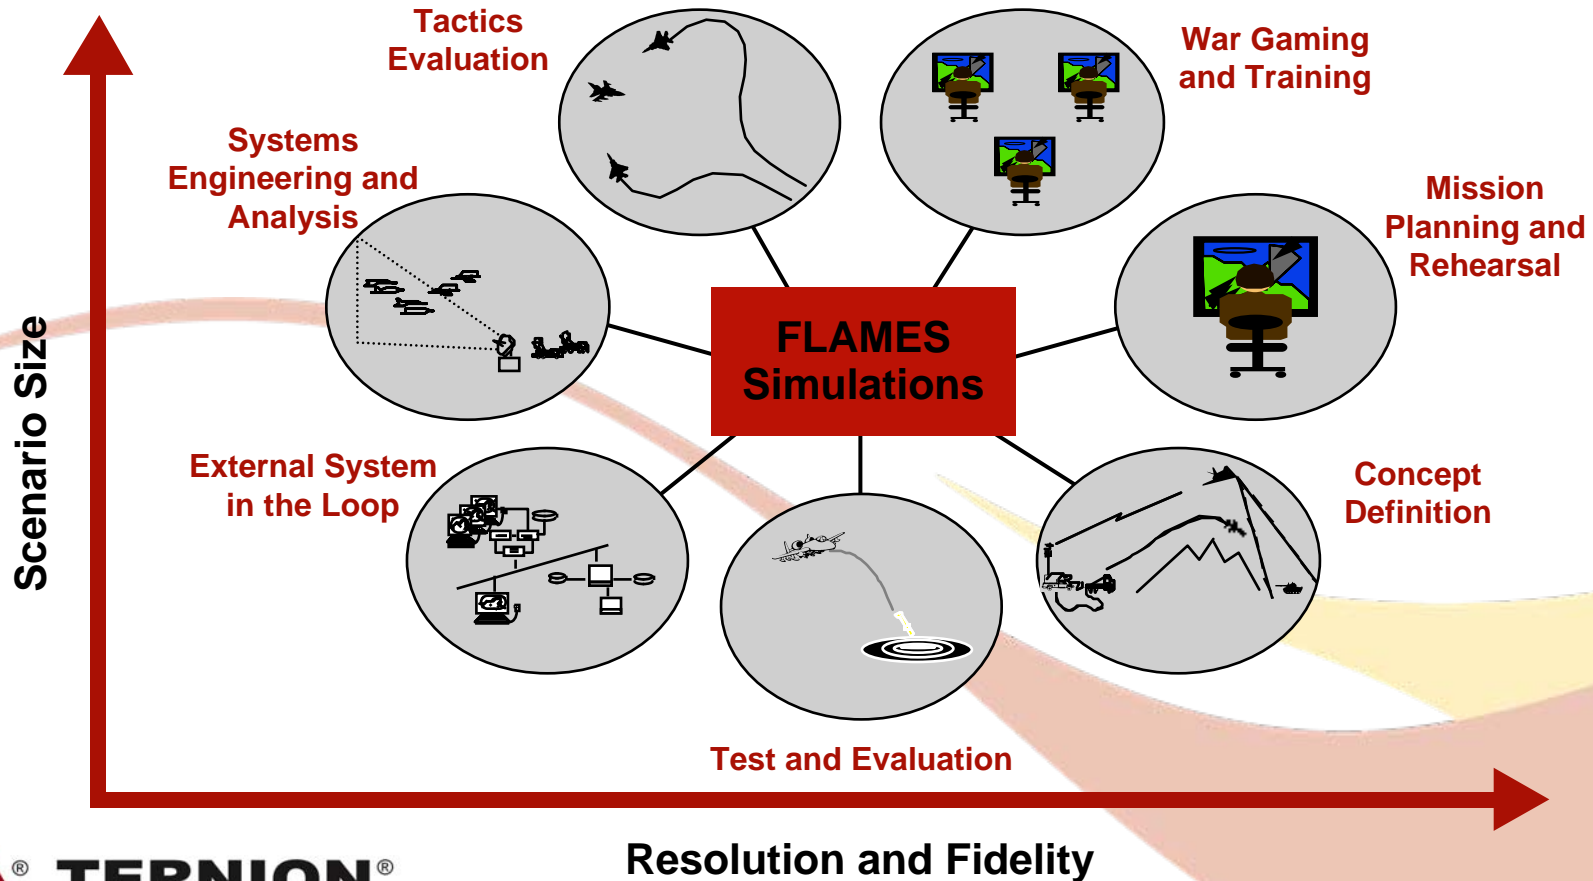 Tactics
Evaluation
War Gaming
and Training
Systems
Engineering and
Analysis
Mission
Planning and
Rehearsal
FLAMES
Simulations
Scenario Size
External System
in the Loop
Concept
Definition
Test and Evaluation
Resolution and Fidelity
® TERNION®